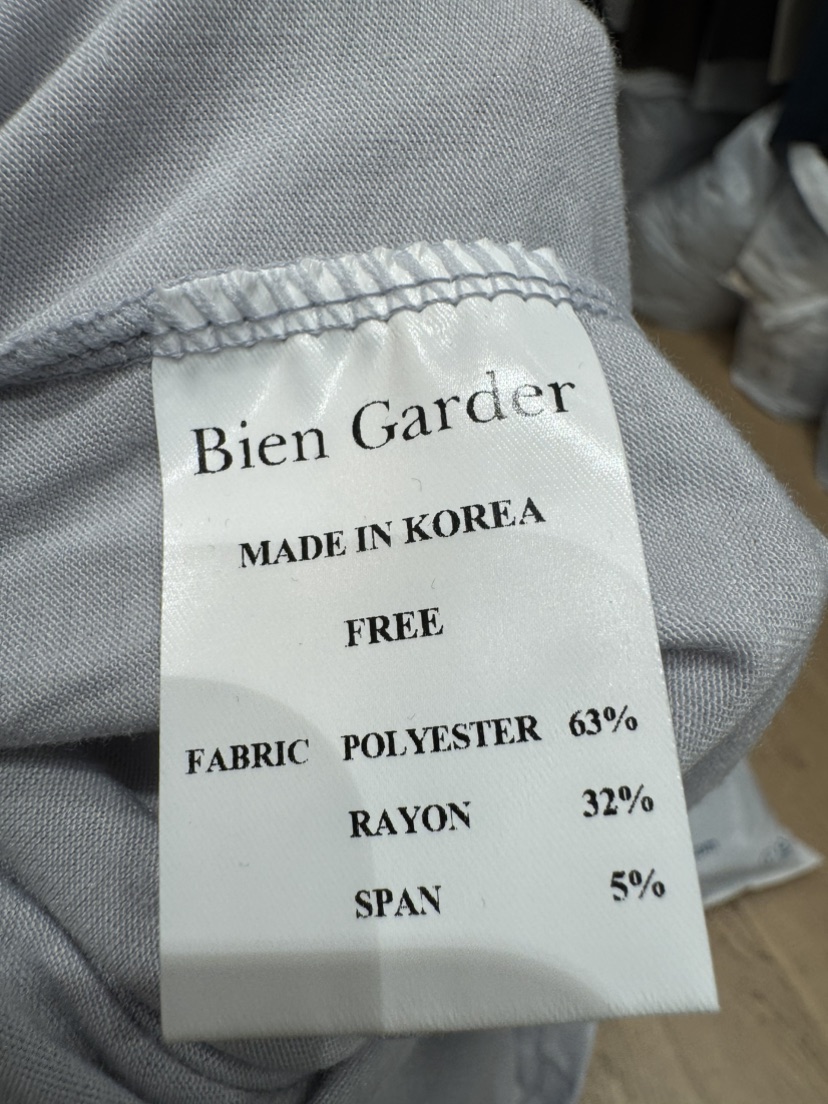 Bien Garder
MADE IN KOREA
FREE
FABRIC POLYESTER 63%
RAYON 32%
SPAN 5%